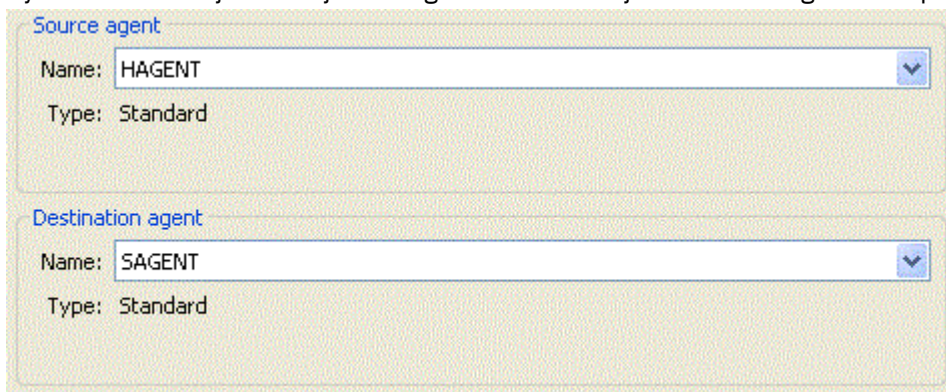 Source agent
Name: HAGENT
Type: Standard
Destination agent
Name: SAGENT
Type: Standard